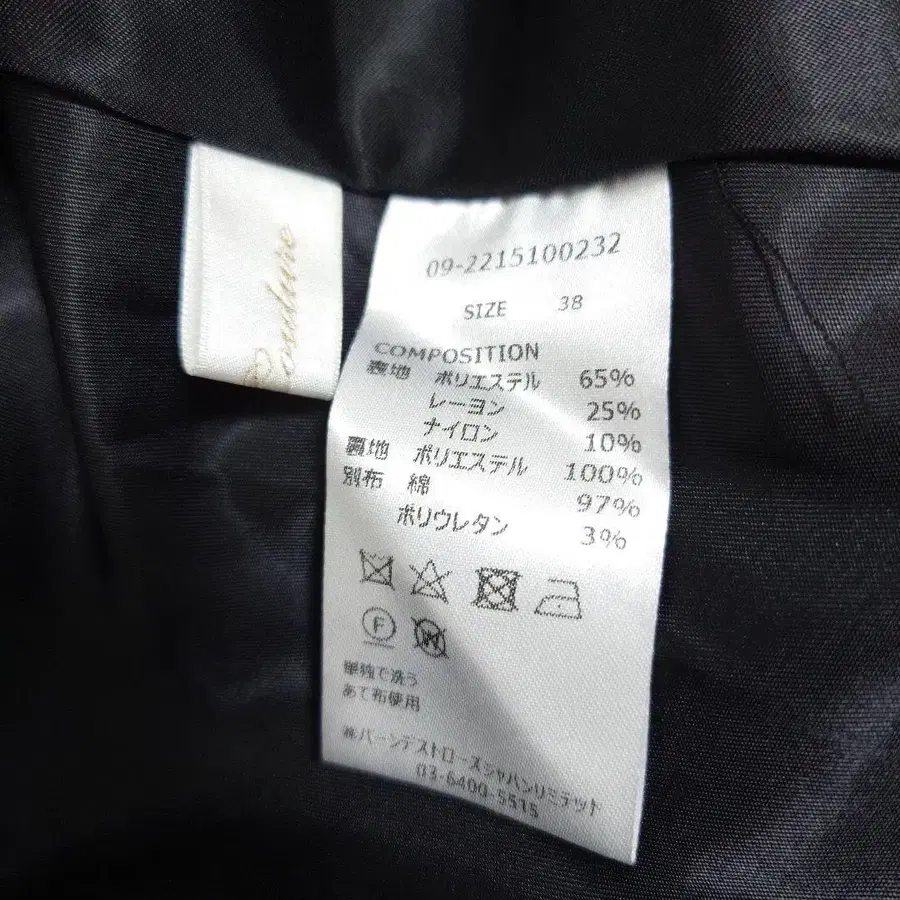 Couture
09-2215100232
SIZE 38
COMPOSITION
表地 ポリエステル 65%
レーヨン 25%
ナイロン 10%
裏地 ポリエステル 100%
別布 綿 97%
ポリウレタン 3%
F W
単独で洗う
あて布使用
㈱バーンデストローズジャパンリミテッド
03-6400-5515